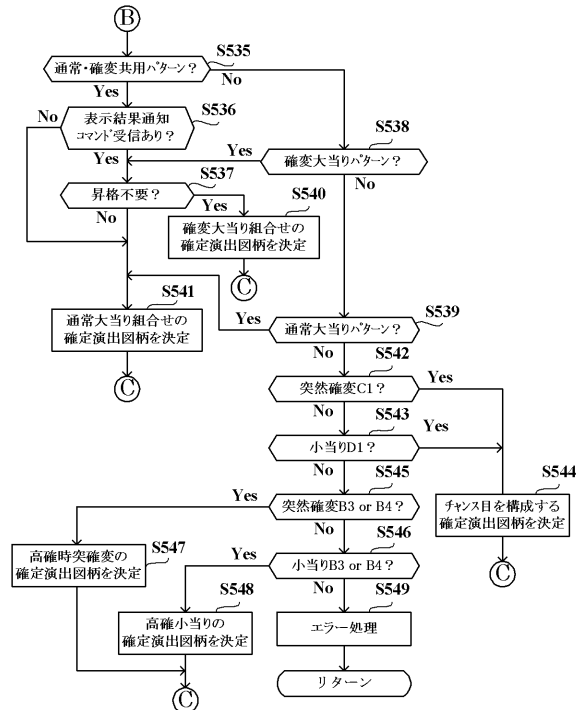 B
S535
通常・確変共用パターン？
Yes
No
S536
表示結果通知
コマンド受信あり？
No
Yes
S538
確変大当りパターン？
Yes
No
S537
昇格不要？
Yes
No
S540
確変大当り組合せの
確定演出図柄を決定
C
S541
通常大当り組合せの
確定演出図柄を決定
C
S539
通常大当りパターン？
Yes
No
S542
突然確変C1？
Yes
No
S543
小当りD1？
Yes
No
S544
チャンス目を構成する
確定演出図柄を決定
C
S545
突然確変B3 or B4？
Yes
No
S546
小当りB3 or B4？
Yes
No
S547
高確時突確変の
確定演出図柄を決定
S548
高確小当りの
確定演出図柄を決定
C
S549
エラー処理
リターン